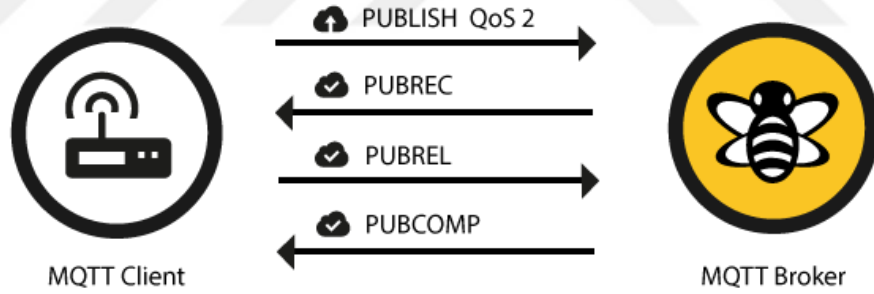 PUBLISH QoS 2
PUBREC
PUBREL
PUBCOMP
MQTT Client
MQTT Broker